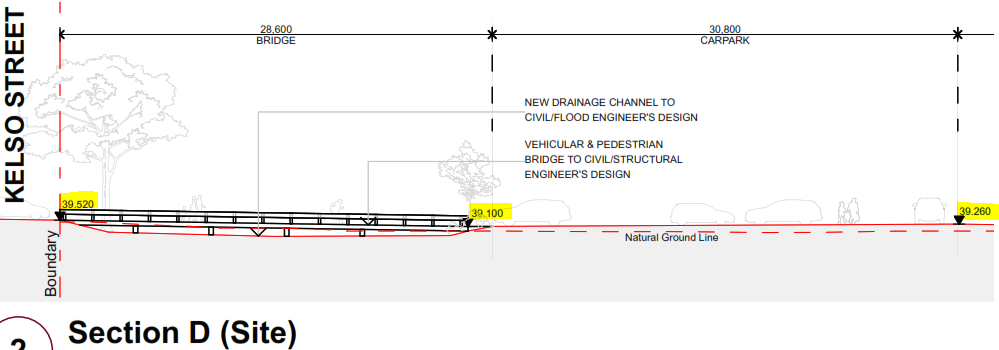 KELSO STREET
28,600
BRIDGE
30,800
CARPARK
NEW DRAINAGE CHANNEL TO
CIVIL/FLOOD ENGINEER'S DESIGN
VEHICULAR & PEDESTRIAN
BRIDGE TO CIVIL/STRUCTURAL
ENGINEER'S DESIGN
39.520
39.100
39.260
Natural Ground Line
Boundary
2
Section D (Site)